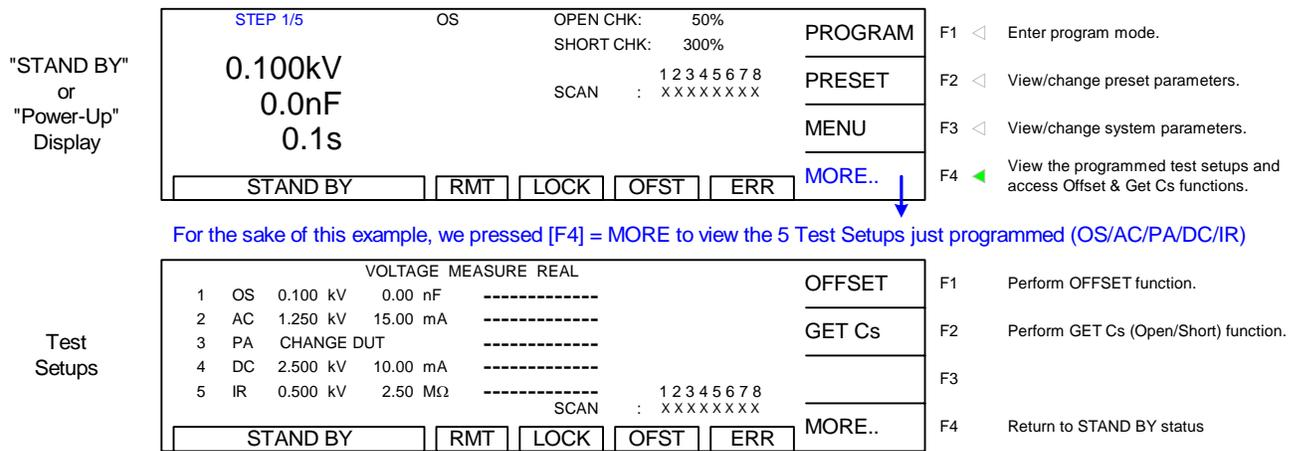 "STAND BY"
or
"Power-Up"
Display
STEP 1/5 OS OPEN CHK: 50%
SHORT CHK: 300%
0.100kV
0.0nF
0.1s
1 2 3 4 5 6 7 8
SCAN : X X X X X X X X
STAND BY RMT LOCK OFST ERR
PROGRAM F1 Enter program mode.
PRESET F2 View/change preset parameters.
MENU F3 View/change system parameters.
MORE.. F4 View the programmed test setups and
access Offset & Get Cs functions.
For the sake of this example, we pressed [F4] = MORE to view the 5 Test Setups just programmed (OS/AC/PA/DC/IR)
Test
Setups
VOLTAGE MEASURE REAL
1 OS 0.100 kV 0.00 nF -------------
2 AC 1.250 kV 15.00 mA -------------
3 PA CHANGE DUT -------------
4 DC 2.500 kV 10.00 mA -------------
5 IR 0.500 kV 2.50 MΩ -------------
1 2 3 4 5 6 7 8
SCAN : X X X X X X X X
STAND BY RMT LOCK OFST ERR
OFFSET F1 Perform OFFSET function.
GET Cs F2 Perform GET Cs (Open/Short) function.
F3
MORE.. F4 Return to STAND BY status